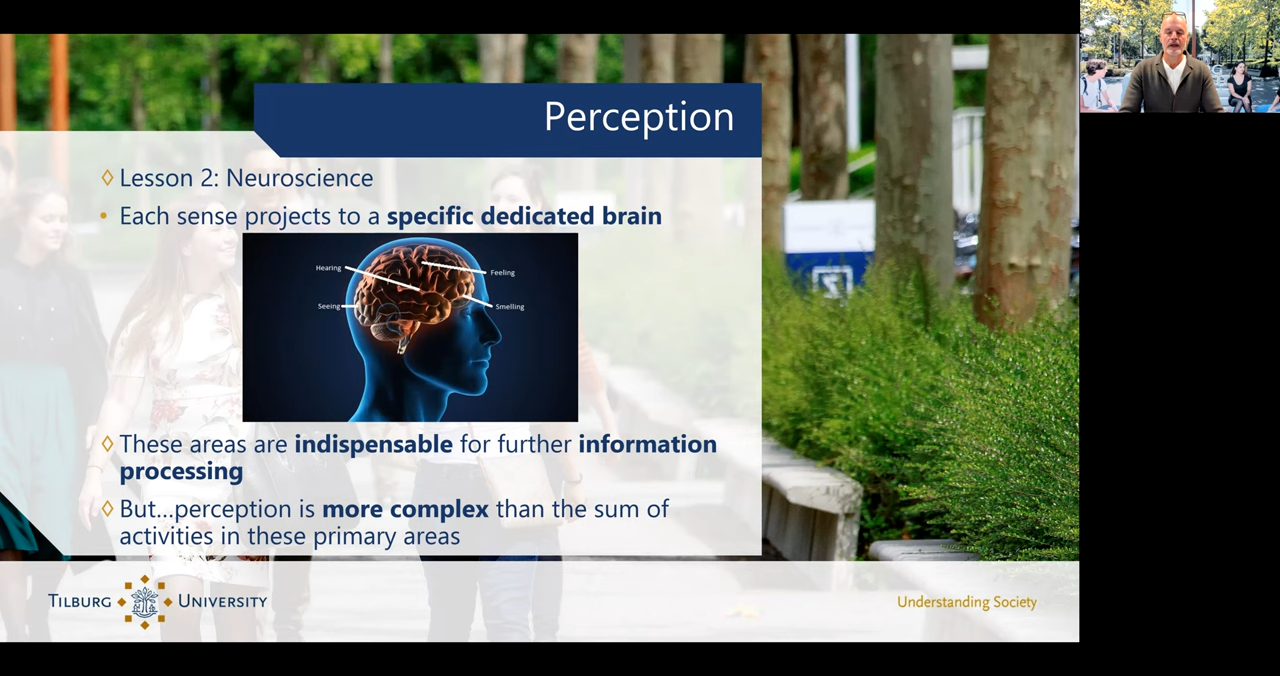 Perception
◊ Lesson 2: Neuroscience
• Each sense projects to a specific dedicated brain
Hearing
Feeling
Seeing
Smelling
◊ These areas are indispensable for further information
processing
◊ But...perception is more complex than the sum of
activities in these primary areas
TILBURG UNIVERSITY
Understanding Society